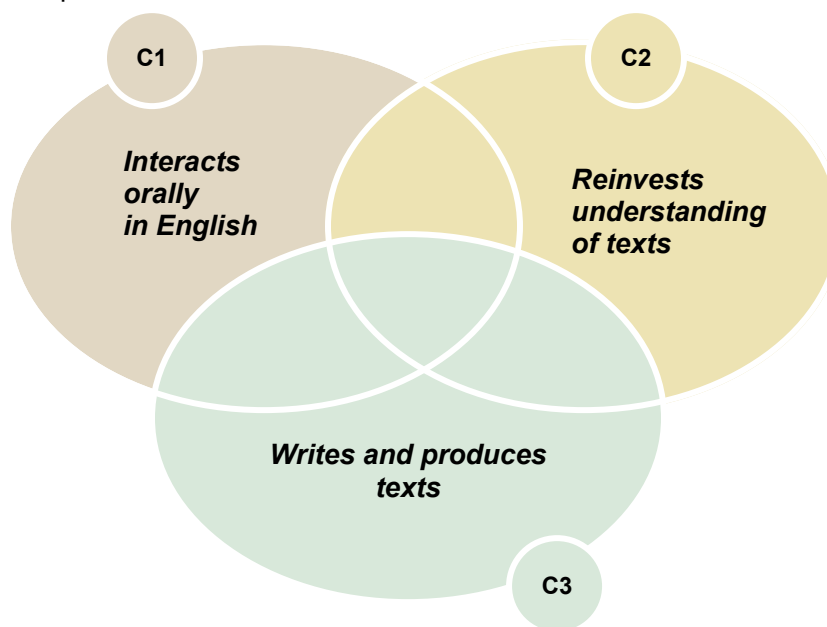 C1
C2
Interacts
orally
in English
Reinvests
understanding
of texts
Writes and produces
texts
C3